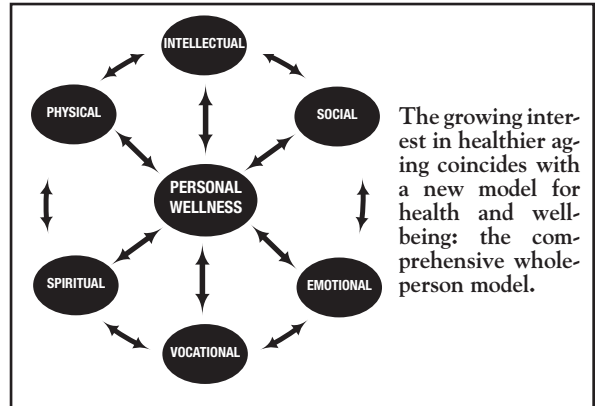 INTELLECTUAL
PHYSICAL
SOCIAL
PERSONAL
WELLNESS
SPIRITUAL
EMOTIONAL
VOCATIONAL
The growing inter-
est in healthier ag-
ing coincides with
a new model for
health and well-
being: the com-
prehensive whole-
person model.